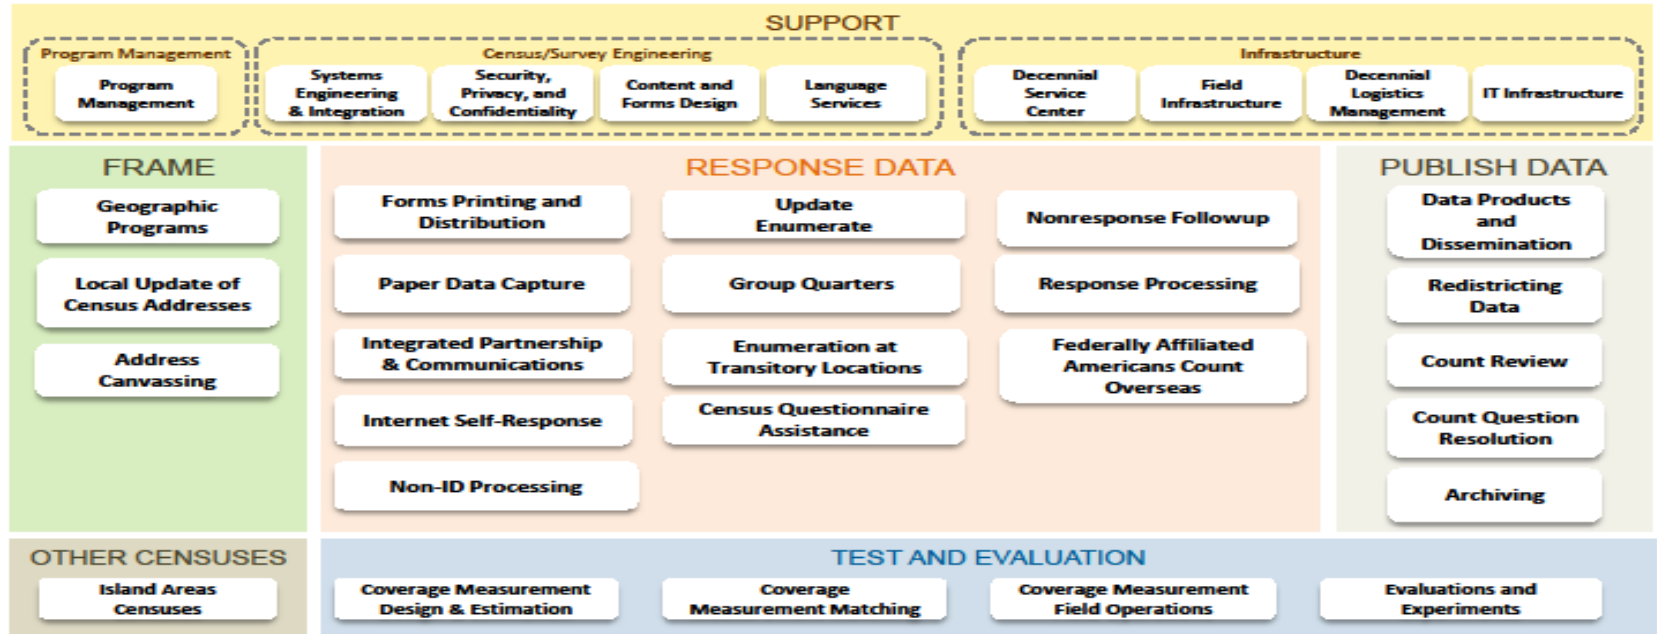 SUPPORT
Program Management
Program
Management
Census/Survey Engineering
Systems
Engineering
& Integration
Security,
Privacy, and
Confidentiality
Content and
Forms Design
Language
Services
Infrastructure
Decennial
Service
Center
Field
Infrastructure
Decennial
Logistics
Management
IT Infrastructure
FRAME
Geographic
Programs
Local Update of
Census Addresses
Address
Canvassing
RESPONSE DATA
Forms Printing and
Distribution
Paper Data Capture
Integrated Partnership
& Communications
Internet Self-Response
Non-ID Processing
Update
Enumerate
Group Quarters
Enumeration at
Transitory Locations
Census Questionnaire
Assistance
Nonresponse Followup
Response Processing
Federally Affiliated
Americans Count
Overseas
PUBLISH DATA
Data Products
and
Dissemination
Redistricting
Data
Count Review
Count Question
Resolution
Archiving
OTHER CENSUSES
Island Areas
Censuses
TEST AND EVALUATION
Coverage Measurement
Design & Estimation
Coverage
Measurement Matching
Coverage Measurement
Field Operations
Evaluations and
Experiments